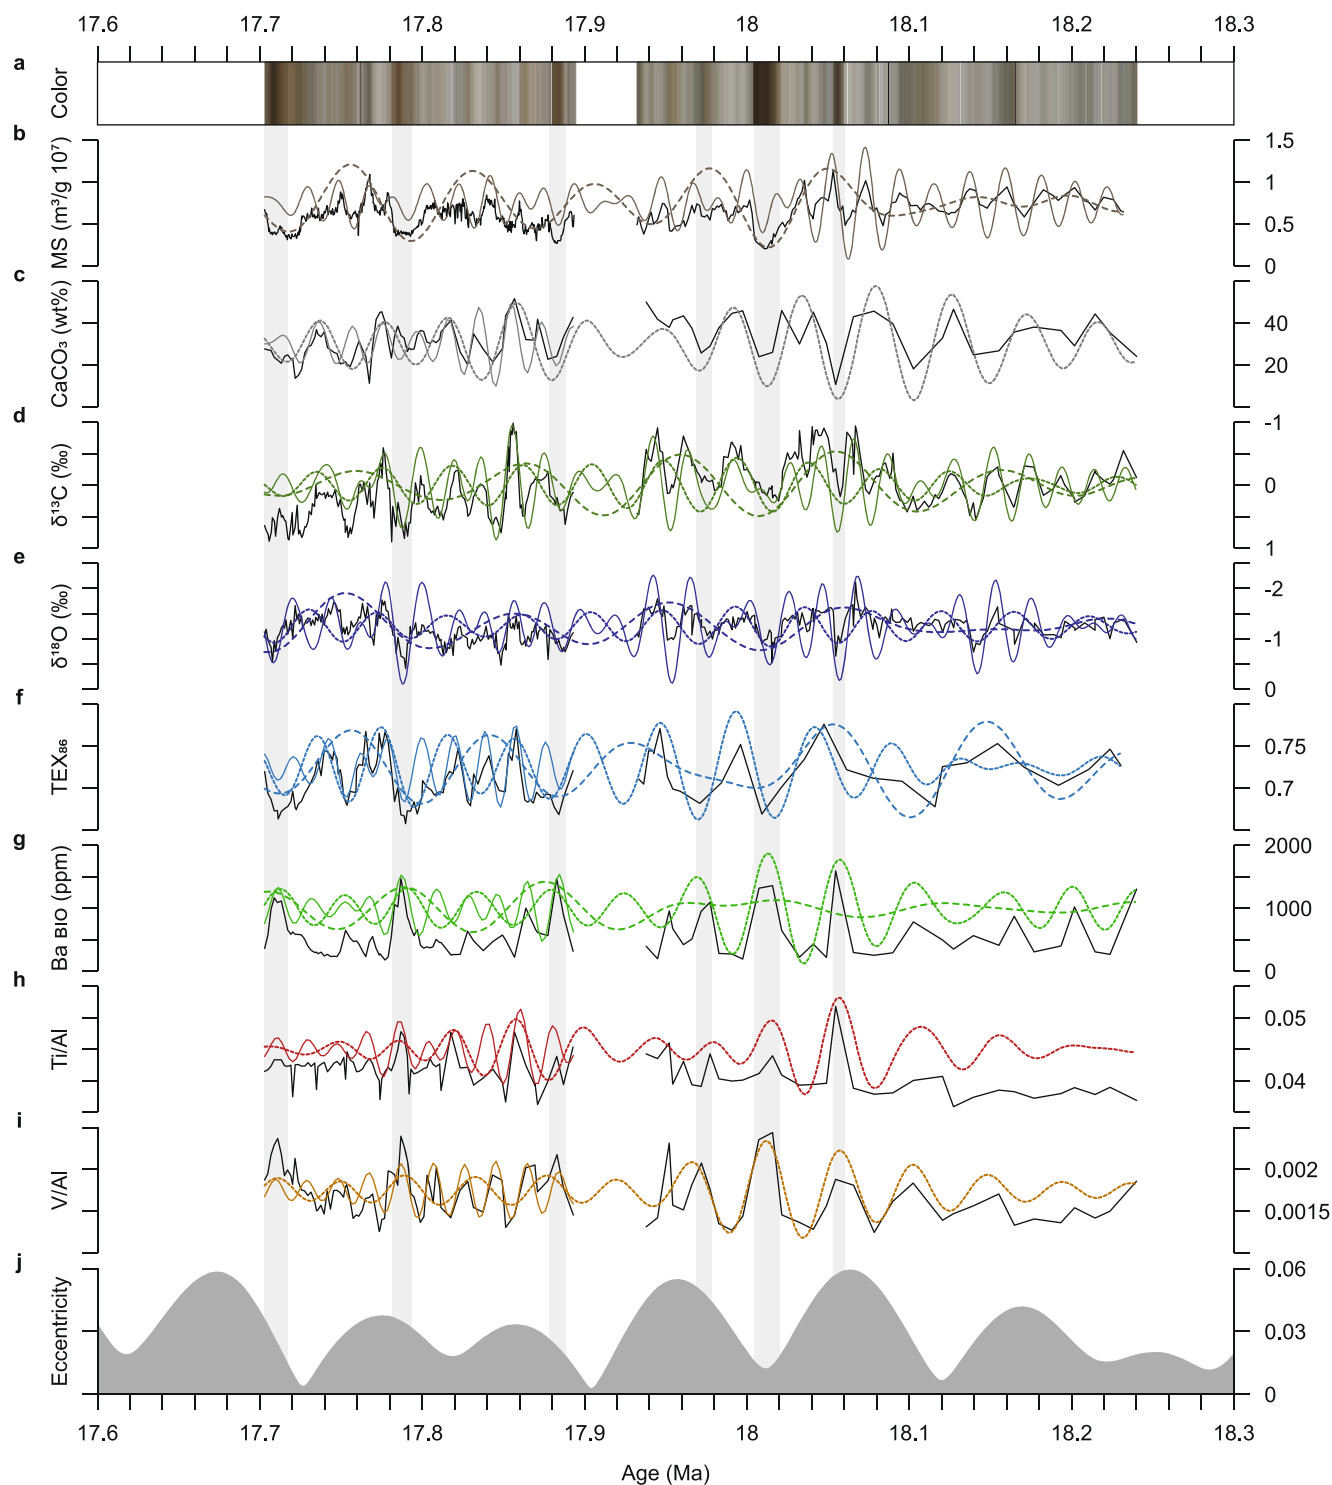 17.6 17.7 17.8 17.9 18 18.1 18.2 18.3
a
Color
b
MS (m³/g 10⁷)
1.5
1
0.5
0
c
CaCO₃ (wt%)
40
20
d
δ¹³C (‰)
-1
0
1
e
δ¹⁸O (‰)
-2
-1
0
f
TEX₈₆
0.75
0.7
g
Ba BIO (ppm)
2000
1000
0
h
Ti/Al
0.05
0.04
i
V/Al
0.002
0.0015
j
Eccentricity
0.06
0.03
0
17.6 17.7 17.8 17.9 18 18.1 18.2 18.3
Age (Ma)